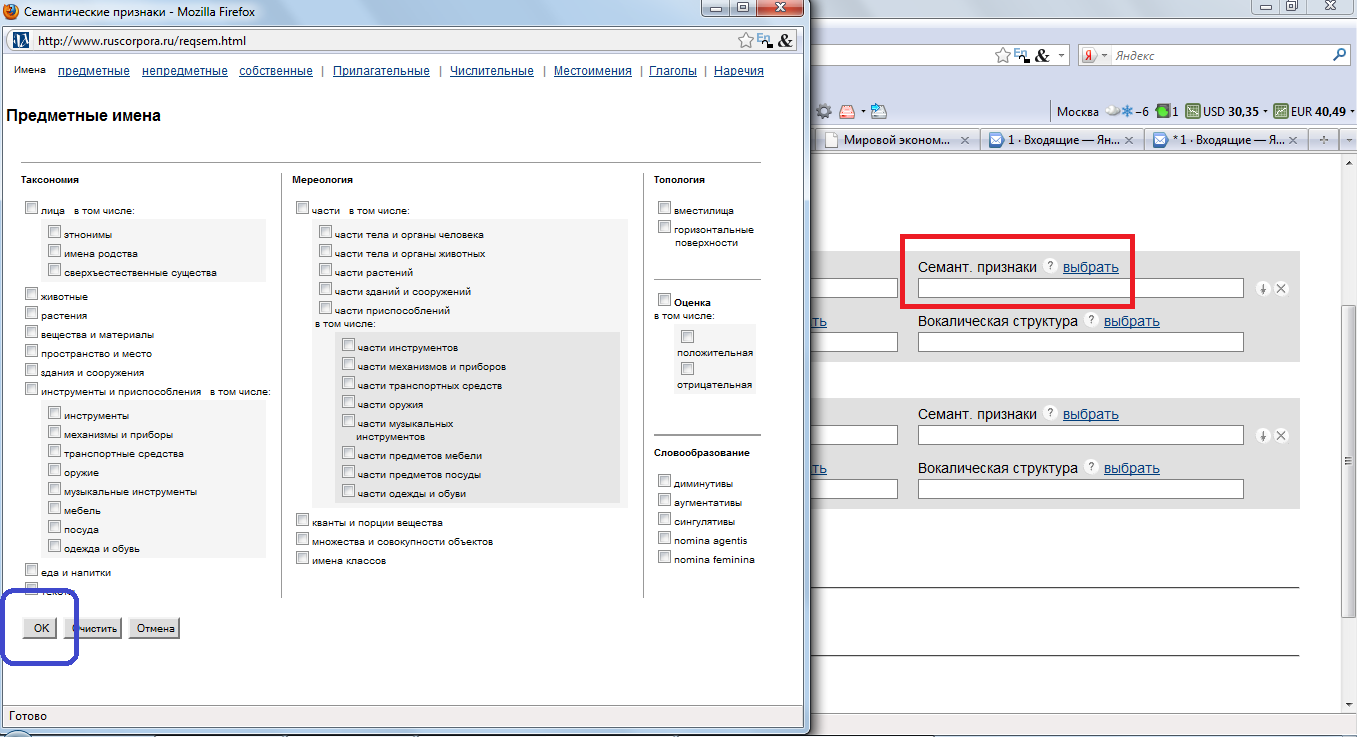 Семантические признаки - Mozilla Firefox
http://www.ruscorpora.ru/reqsem.html
Имена предметные непредметные собственные | Прилагательные | Числительные | Местоимения | Глаголы | Наречия
Предметные имена
Таксономия
лица в том числе:
этнонимы
имена родства
сверхъестественные существа
животные
растения
вещества и материалы
пространство и место
здания и сооружения
инструменты и приспособления в том числе:
инструменты
механизмы и приборы
транспортные средства
оружие
музыкальные инструменты
мебель
посуда
одежда и обувь
еда и напитки
Мереология
части в том числе:
части тела и органы человека
части тела и органы животных
части растений
части зданий и сооружений
части приспособлений
в том числе:
части инструментов
части механизмов и приборов
части транспортных средств
части оружия
части музыкальных
инструментов
части предметов мебели
части предметов посуды
части одежды и обуви
кванты и порции вещества
множества и совокупности объектов
имена классов
Топология
вместилища
горизонтальные
поверхности
Оценка
в том числе:
положительная
отрицательная
Словообразование
диминутивы
аугментативы
сингулятивы
nomina agentis
nomina feminina
OK Очистить Отмена
Готово
Яндекс
Москва -6 1 USD 30,35 EUR 40,49
Мировой эконом... 1 · Входящие — Ян... * 1 · Входящие — Я...
Семант. признаки ? выбрать
ть Вокалическая структура ? выбрать
Семант. признаки ? выбрать
ть Вокалическая структура ? выбрать